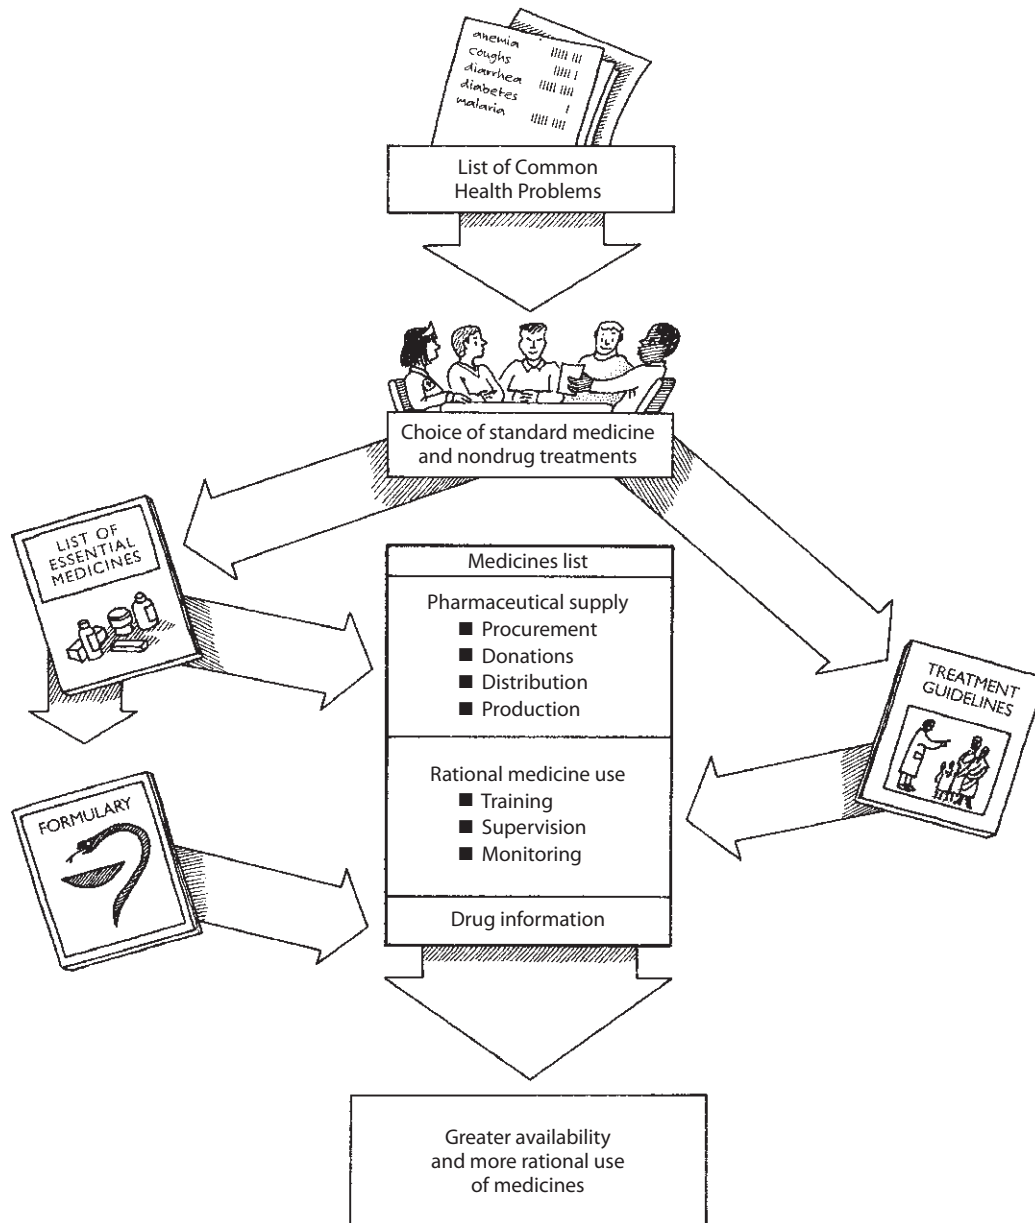 anemia
coughs
diarrhea
diabetes
malaria
List of Common
Health Problems
Choice of standard medicine
and nondrug treatments
LIST OF
ESSENTIAL
MEDICINES
Medicines list
Pharmaceutical supply
■ Procurement
■ Donations
■ Distribution
■ Production
TREATMENT
GUIDELINES
Rational medicine use
■ Training
■ Supervision
■ Monitoring
FORMULARY
Drug information
Greater availability
and more rational use
of medicines